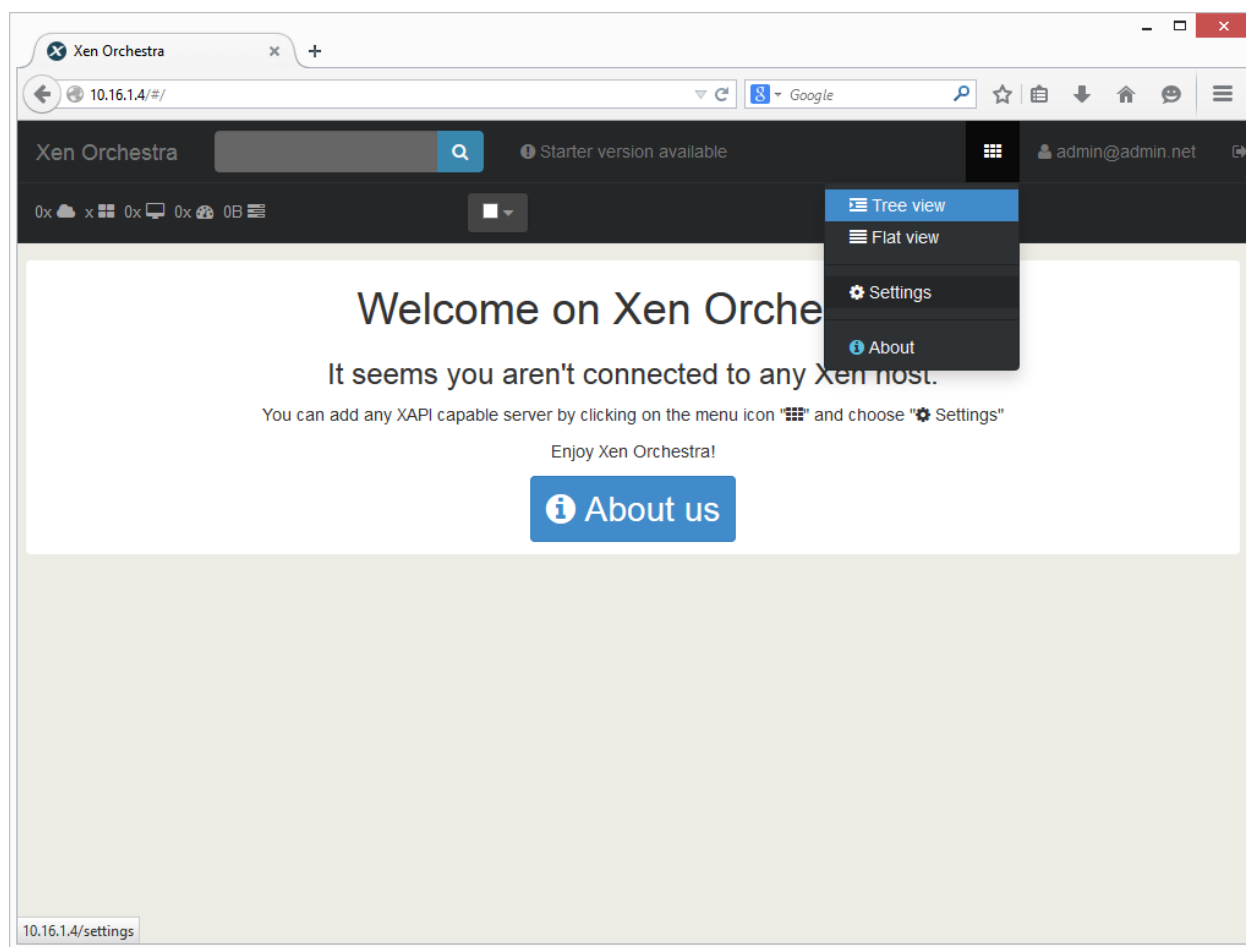 Xen Orchestra
10.16.1.4/#/
Google
Xen Orchestra
Starter version available
admin@admin.net
0x x 0x 0x 0B
Tree view
Flat view
Settings
About
Welcome on Xen Orche
It seems you aren't connected to any Xen host.
You can add any XAPI capable server by clicking on the menu icon "" and choose " Settings"
Enjoy Xen Orchestra!
About us
10.16.1.4/settings